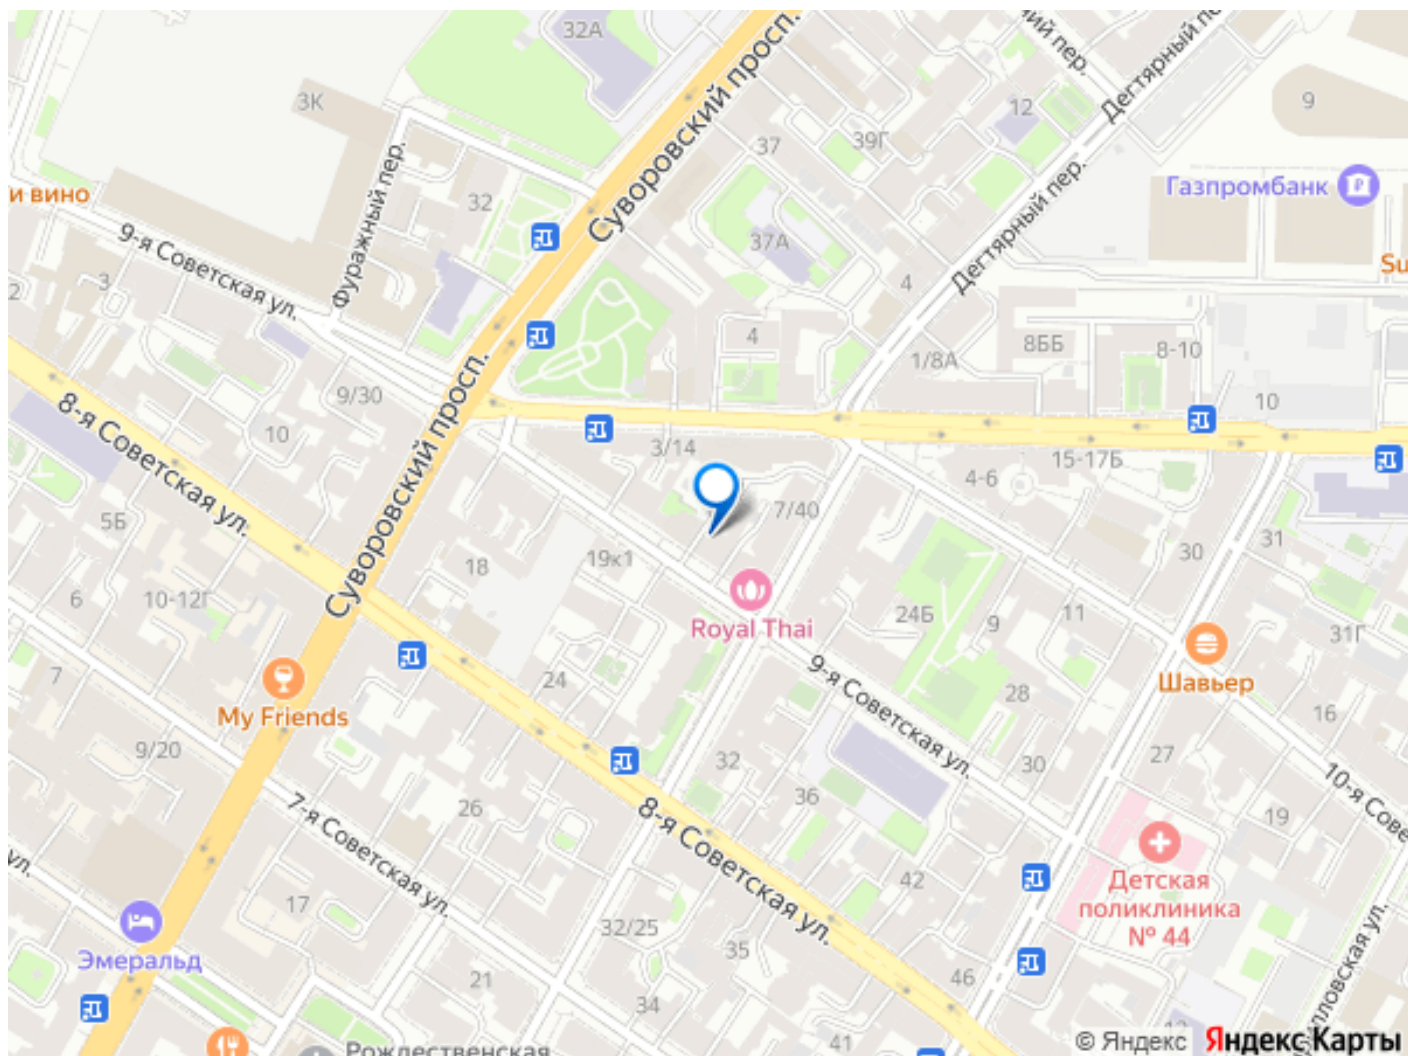 32А
Суворовский просп.
ний пер.
Дегтярный пер.
3К
12
9
37
39Г
Фуражный пер.
Дегтярный пер.
Газпромбанк
и вино
32
9-я Советская ул.
37А
Su
3
4
2
4
8ББ
8-10
1/8А
Суворовский просп.
9/30
10
8-я Советская ул.
10
3/14
4-6
15-17Б
5Б
7/40
18
19к1
30
31
6
10-12Г
24Б
9
11
31Г
Royal Thai
7
24
9-я Советская ул.
28
Шавьер
My Friends
16
9/20
32
30
27
7-я Советская ул.
26
36
10-я Сове
8-я Советская ул.
19
ул.
17
42
Детская
поликлиника
№ 44
32/25
35
Эмеральд
21
46
34
41
Рождественская
© Яндекс Яндекс Карты